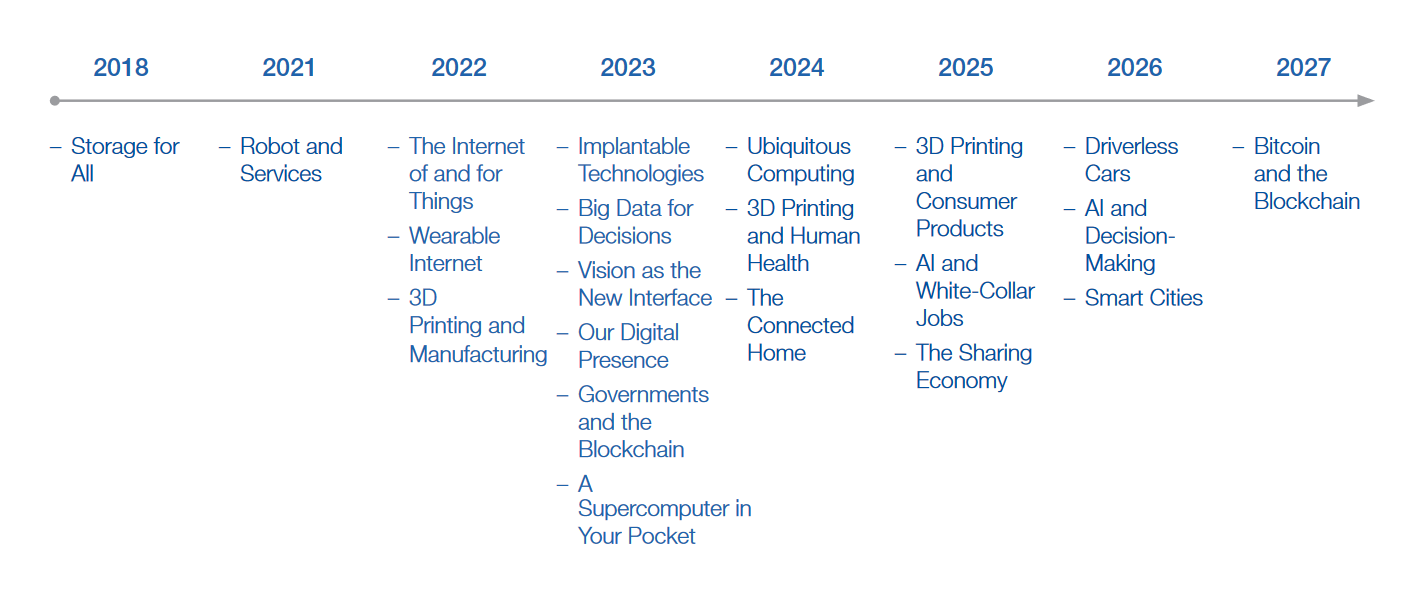 2018
2021
2022
2023
2024
2025
2026
2027
– Storage for
All
– Robot and
Services
– The Internet
of and for
Things
– Wearable
Internet
– 3D
Printing and
Manufacturing
– Implantable
Technologies
– Big Data for
Decisions
– Vision as the
New Interface
– Our Digital
Presence
– Governments
and the
Blockchain
– A
Supercomputer in
Your Pocket
– Ubiquitous
Computing
– 3D Printing
and Human
Health
– The
Connected
Home
– 3D Printing
and
Consumer
Products
– AI and
White-Collar
Jobs
– The Sharing
Economy
– Driverless
Cars
– AI and
Decision-
Making
– Smart Cities
– Bitcoin
and the
Blockchain